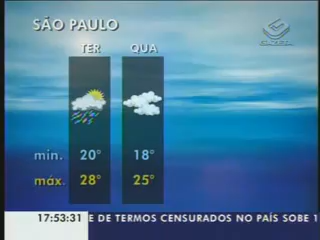 SÃO PAULO
TER QUA
min. 20° 18°
máx. 28° 25°
17:53:31 E DE TERMOS CENSURADOS NO PAÍS SOBE 1